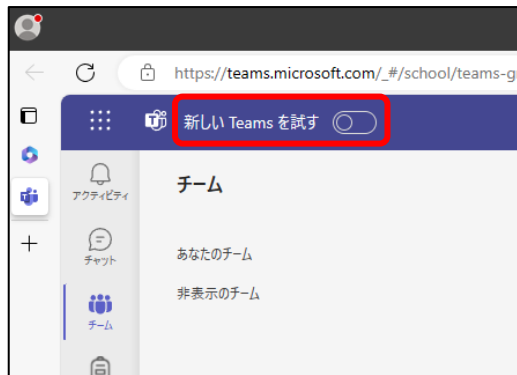 https://teams.microsoft.com/_#/school/teams-g
新しい Teams を試す
アクティビティ
チーム
チャット
あなたのチーム
非表示のチーム
チーム